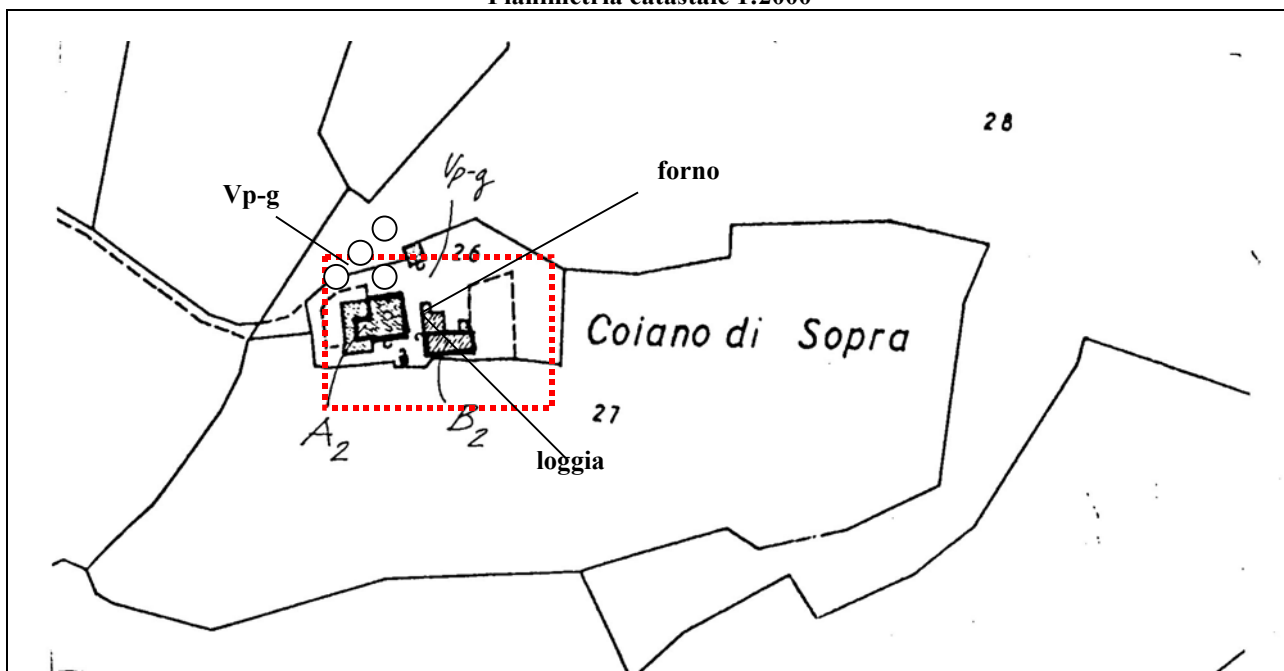 Planimetria catastale 1:2000
28
forno
Vp-g
Vp-g
26
Coiano di Sopra
27
A2
B2
loggia